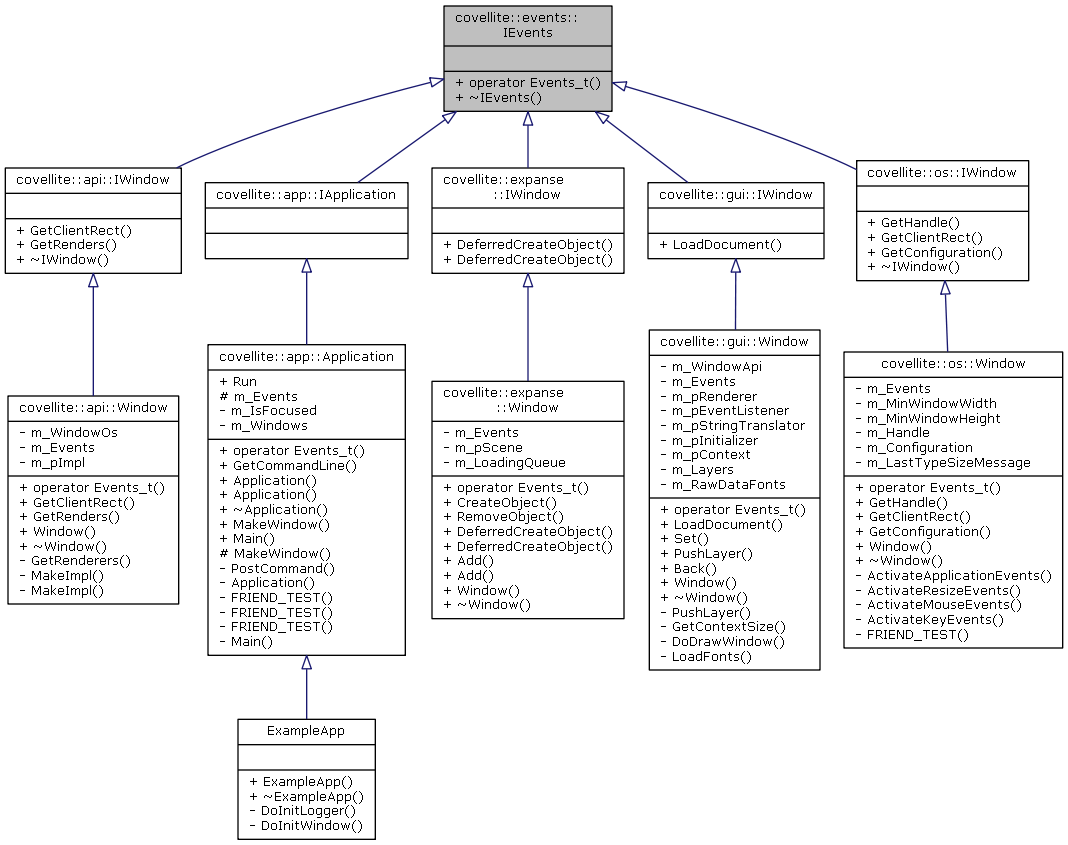 covellite::events::
IEvents
+ operator Events_t()
+ ~IEvents()
covellite::api::IWindow
+ GetClientRect()
+ GetRenders()
+ ~IWindow()
covellite::app::IApplication
covellite::expanse
::IWindow
+ DeferredCreateObject()
+ DeferredCreateObject()
covellite::gui::IWindow
+ LoadDocument()
covellite::os::IWindow
+ GetHandle()
+ GetClientRect()
+ GetConfiguration()
+ ~IWindow()
covellite::api::Window
- m_WindowOs
- m_Events
- m_pImpl
+ operator Events_t()
+ GetClientRect()
+ GetRenders()
+ Window()
+ ~Window()
- GetRenderers()
- MakeImpl()
- MakeImpl()
covellite::app::Application
+ Run
# m_Events
- m_IsFocused
- m_Windows
+ operator Events_t()
+ GetCommandLine()
+ Application()
+ Application()
+ ~Application()
+ MakeWindow()
+ Main()
# MakeWindow()
- PostCommand()
- Application()
- FRIEND_TEST()
- FRIEND_TEST()
- FRIEND_TEST()
- Main()
covellite::expanse
::Window
- m_Events
- m_pScene
- m_LoadingQueue
+ operator Events_t()
+ CreateObject()
+ RemoveObject()
+ DeferredCreateObject()
+ DeferredCreateObject()
+ Add()
+ Add()
+ Window()
+ ~Window()
covellite::gui::Window
- m_WindowApi
- m_Events
- m_pRenderer
- m_pEventListener
- m_pStringTranslator
- m_pInitializer
- m_pContext
- m_Layers
- m_RawDataFonts
+ operator Events_t()
+ LoadDocument()
+ Set()
+ PushLayer()
+ Back()
+ Window()
+ ~Window()
- PushLayer()
- GetContextSize()
- DoDrawWindow()
- LoadFonts()
covellite::os::Window
- m_Events
- m_MinWindowWidth
- m_MinWindowHeight
- m_Handle
- m_Configuration
- m_LastTypeSizeMessage
+ operator Events_t()
+ GetHandle()
+ GetClientRect()
+ GetConfiguration()
+ Window()
+ ~Window()
- ActivateApplicationEvents()
- ActivateResizeEvents()
- ActivateMouseEvents()
- ActivateKeyEvents()
- FRIEND_TEST()
ExampleApp
+ ExampleApp()
+ ~ExampleApp()
- DoInitLogger()
- DoInitWindow()